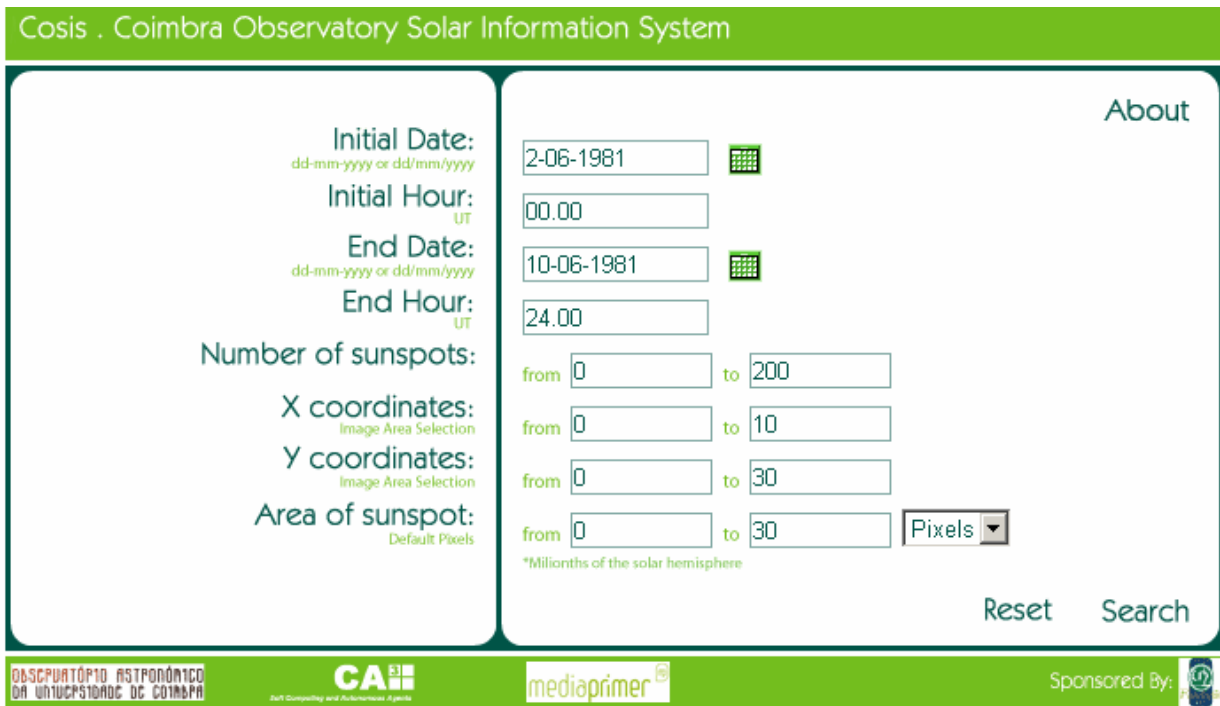 Cosis . Coimbra Observatory Solar Information System
About
Initial Date:
dd-mm-yyyy or dd/mm/yyyy
2-06-1981
Initial Hour:
UT
00.00
End Date:
dd-mm-yyyy or dd/mm/yyyy
10-06-1981
End Hour:
UT
24.00
Number of sunspots:
from 0 to 200
X coordinates:
Image Area Selection
from 0 to 10
Y coordinates:
Image Area Selection
from 0 to 30
Area of sunspot:
Default Pixels
from 0 to 30 Pixels
*Milionths of the solar hemisphere
Reset Search
OBSERVATÓRIO ASTRONÓMICO
DA UNIVERSIDADE DE COIMBRA
CA3
Soft Computing and Autonomous Agents
mediaprimer
Sponsored By: